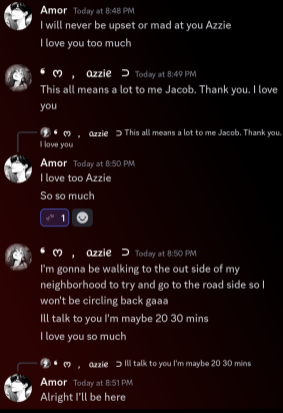 Amor Today at 8:48 PM
I will never be upset or mad at you Azzie
I love you too much
❛ ღ , azzie ⊃ Today at 8:49 PM
This all means a lot to me Jacob. Thank you. I love
you
❛ ღ , azzie ⊃ This all means a lot to me Jacob. Thank you.
I love you
Amor Today at 8:50 PM
I love too Azzie
So so much
1
❛ ღ , azzie ⊃ Today at 8:50 PM
I'm gonna be walking to the out side of my
neighborhood to try and go to the road side so I
won't be circling back gaaa
Ill talk to you I'm maybe 20 30 mins
I love you so much
❛ ღ , azzie ⊃ Ill talk to you I'm maybe 20 30 mins
Amor Today at 8:51 PM
Alright I'll be here